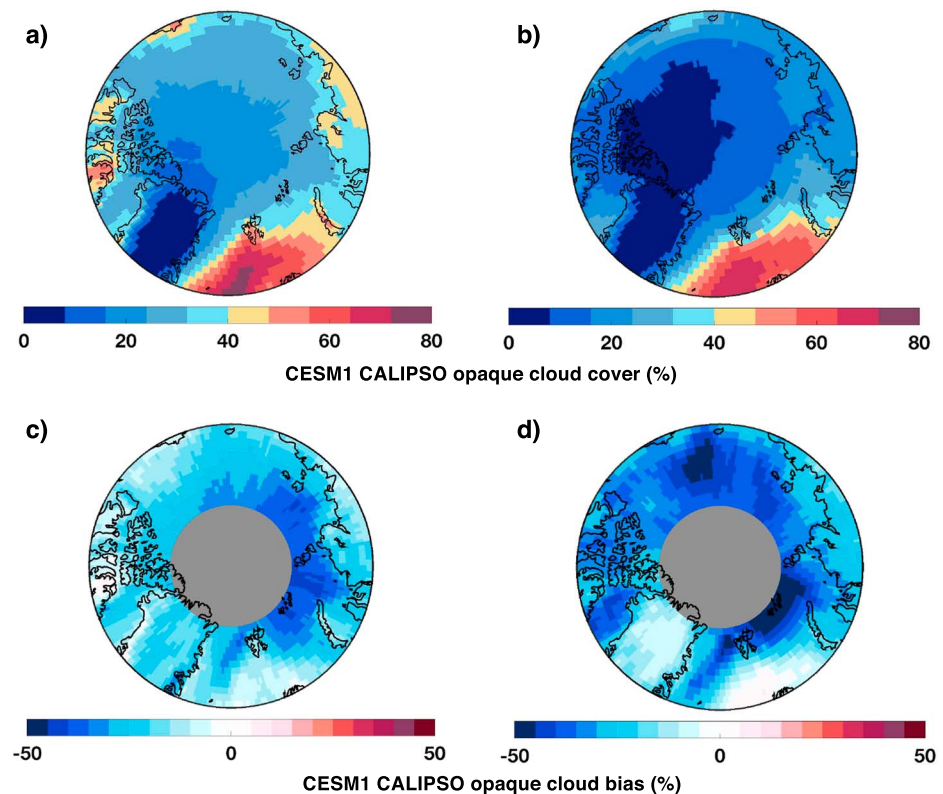 a) b)
0 20 40 60 80 0 20 40 60 80
CESM1 CALIPSO opaque cloud cover (%)
c) d)
-50 0 50 -50 0 50
CESM1 CALIPSO opaque cloud bias (%)